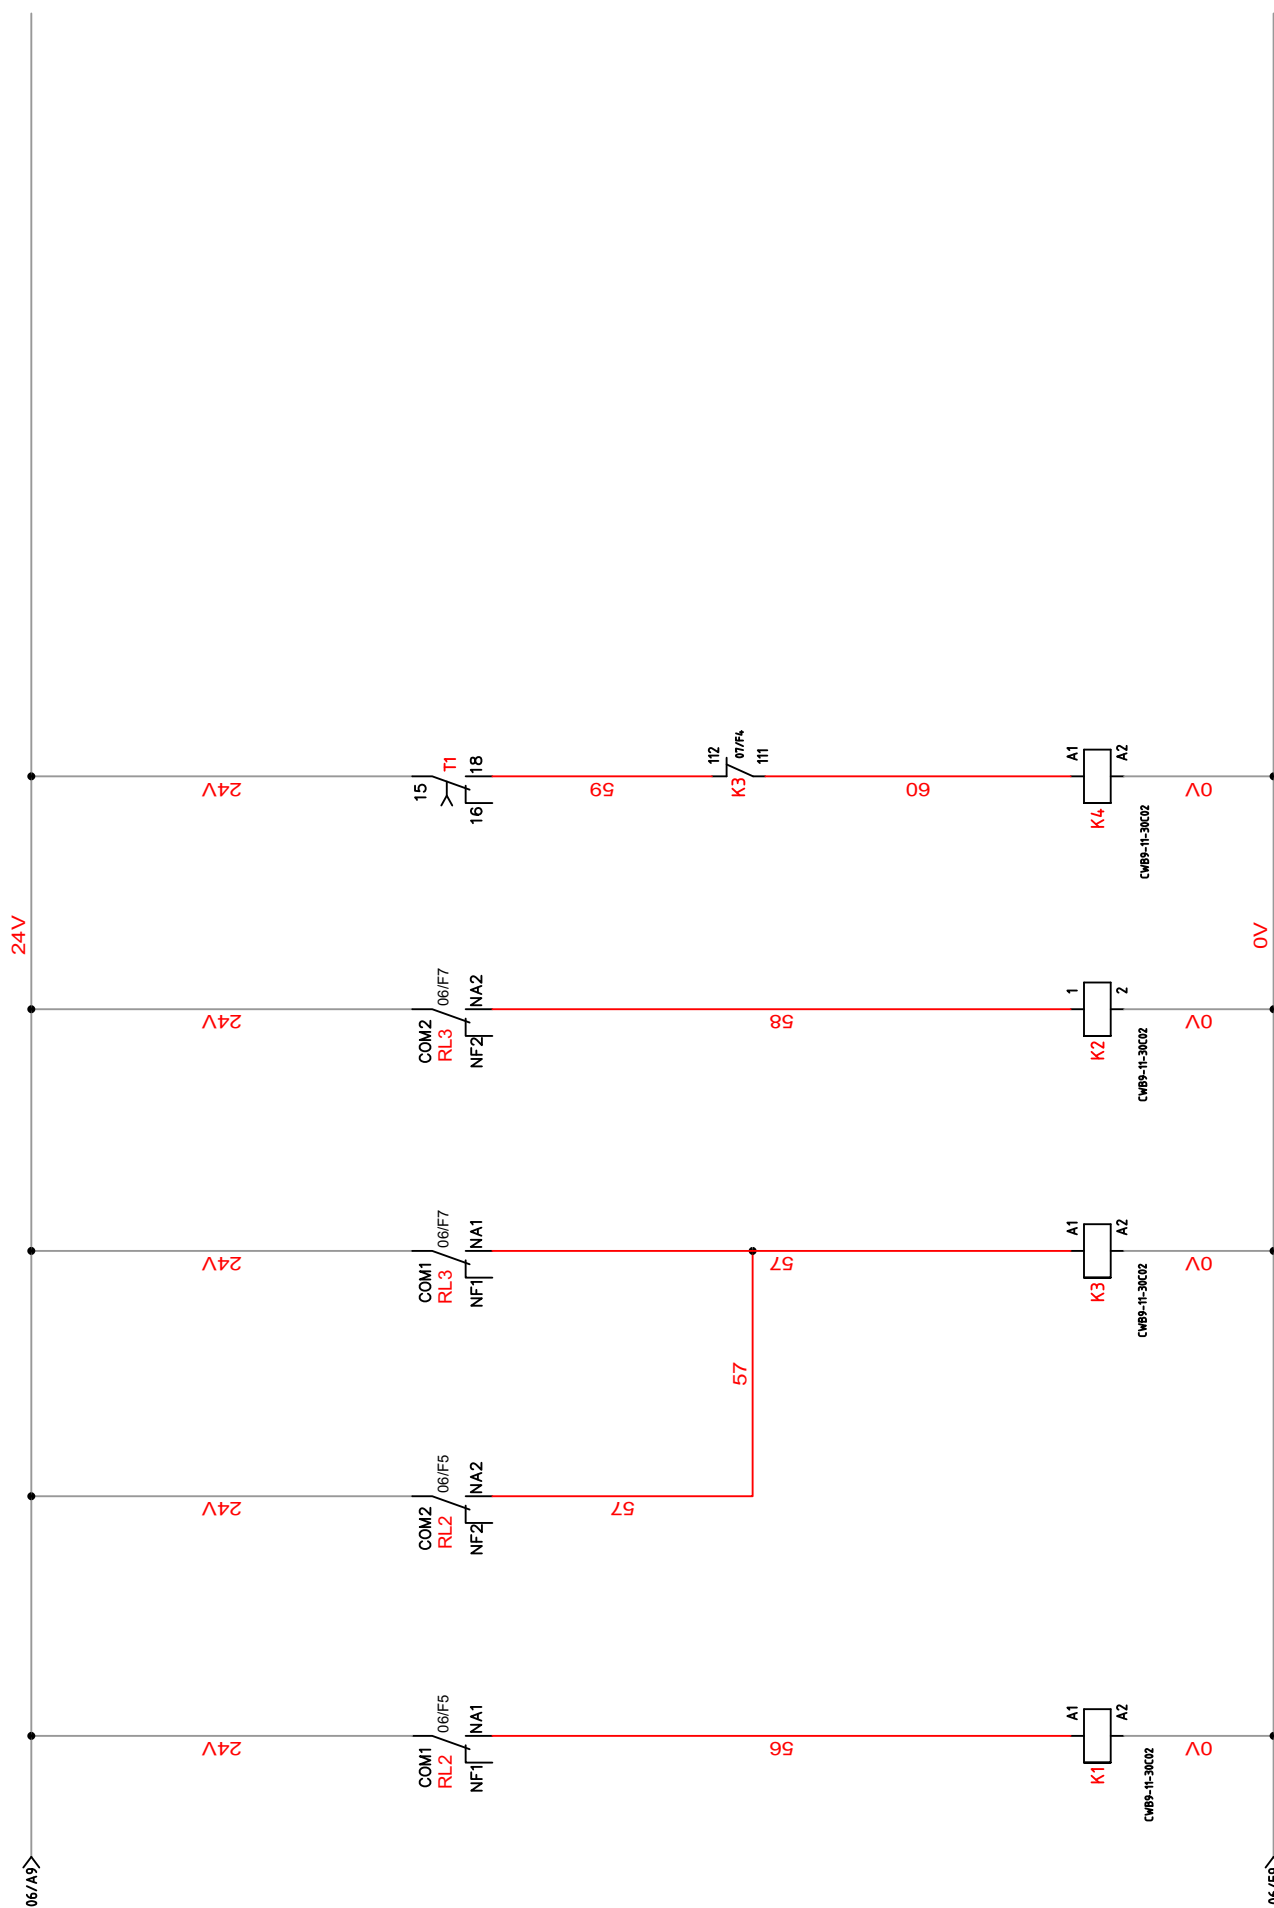 24V
06/A9
24V
15
T1
16
18
59
112
K3
07/F4
111
60
A1
K4
A2
CWB9-11-30C02
0V
24V
COM2
RL3
06/F7
NF2
NA2
58
1
K2
2
CWB9-11-30C02
0V
24V
COM1
RL3
06/F7
NF1
NA1
57
A1
K3
A2
CWB9-11-30C02
0V
57
24V
COM2
RL2
06/F5
NF2
NA2
57
24V
COM1
RL2
06/F5
NF1
NA1
56
A1
K1
A2
CWB9-11-30C02
0V
0V